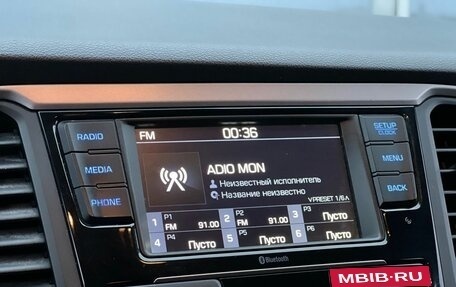 RADIO
MEDIA
PHONE
FM 00:36
ADIO MON
Неизвестный исполнитель
Название неизвестно
YPRESET 1/6
1 P1 FM 91.00
2 P2 FM 91.00
3 P3 Пусто
4 P4 Пусто
5 P5 Пусто
6 P6 Пусто
SETUP
CLOCK
MENU
BACK
Bluetooth
MBIB-R.RU